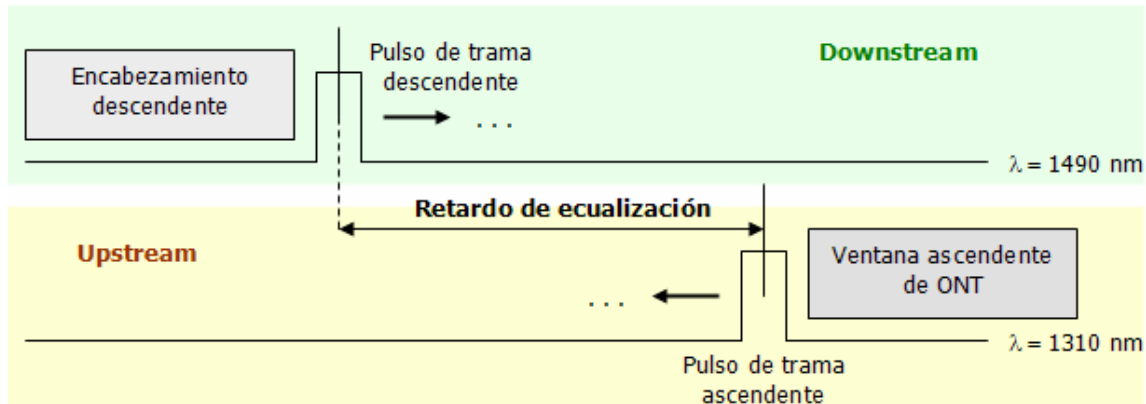 Encabezamiento
descendente
Pulso de trama
descendente
. . .
Downstream
λ = 1490 nm
Retardo de ecualización
Upstream
. . .
Ventana ascendente
de ONT
λ = 1310 nm
Pulso de trama
ascendente